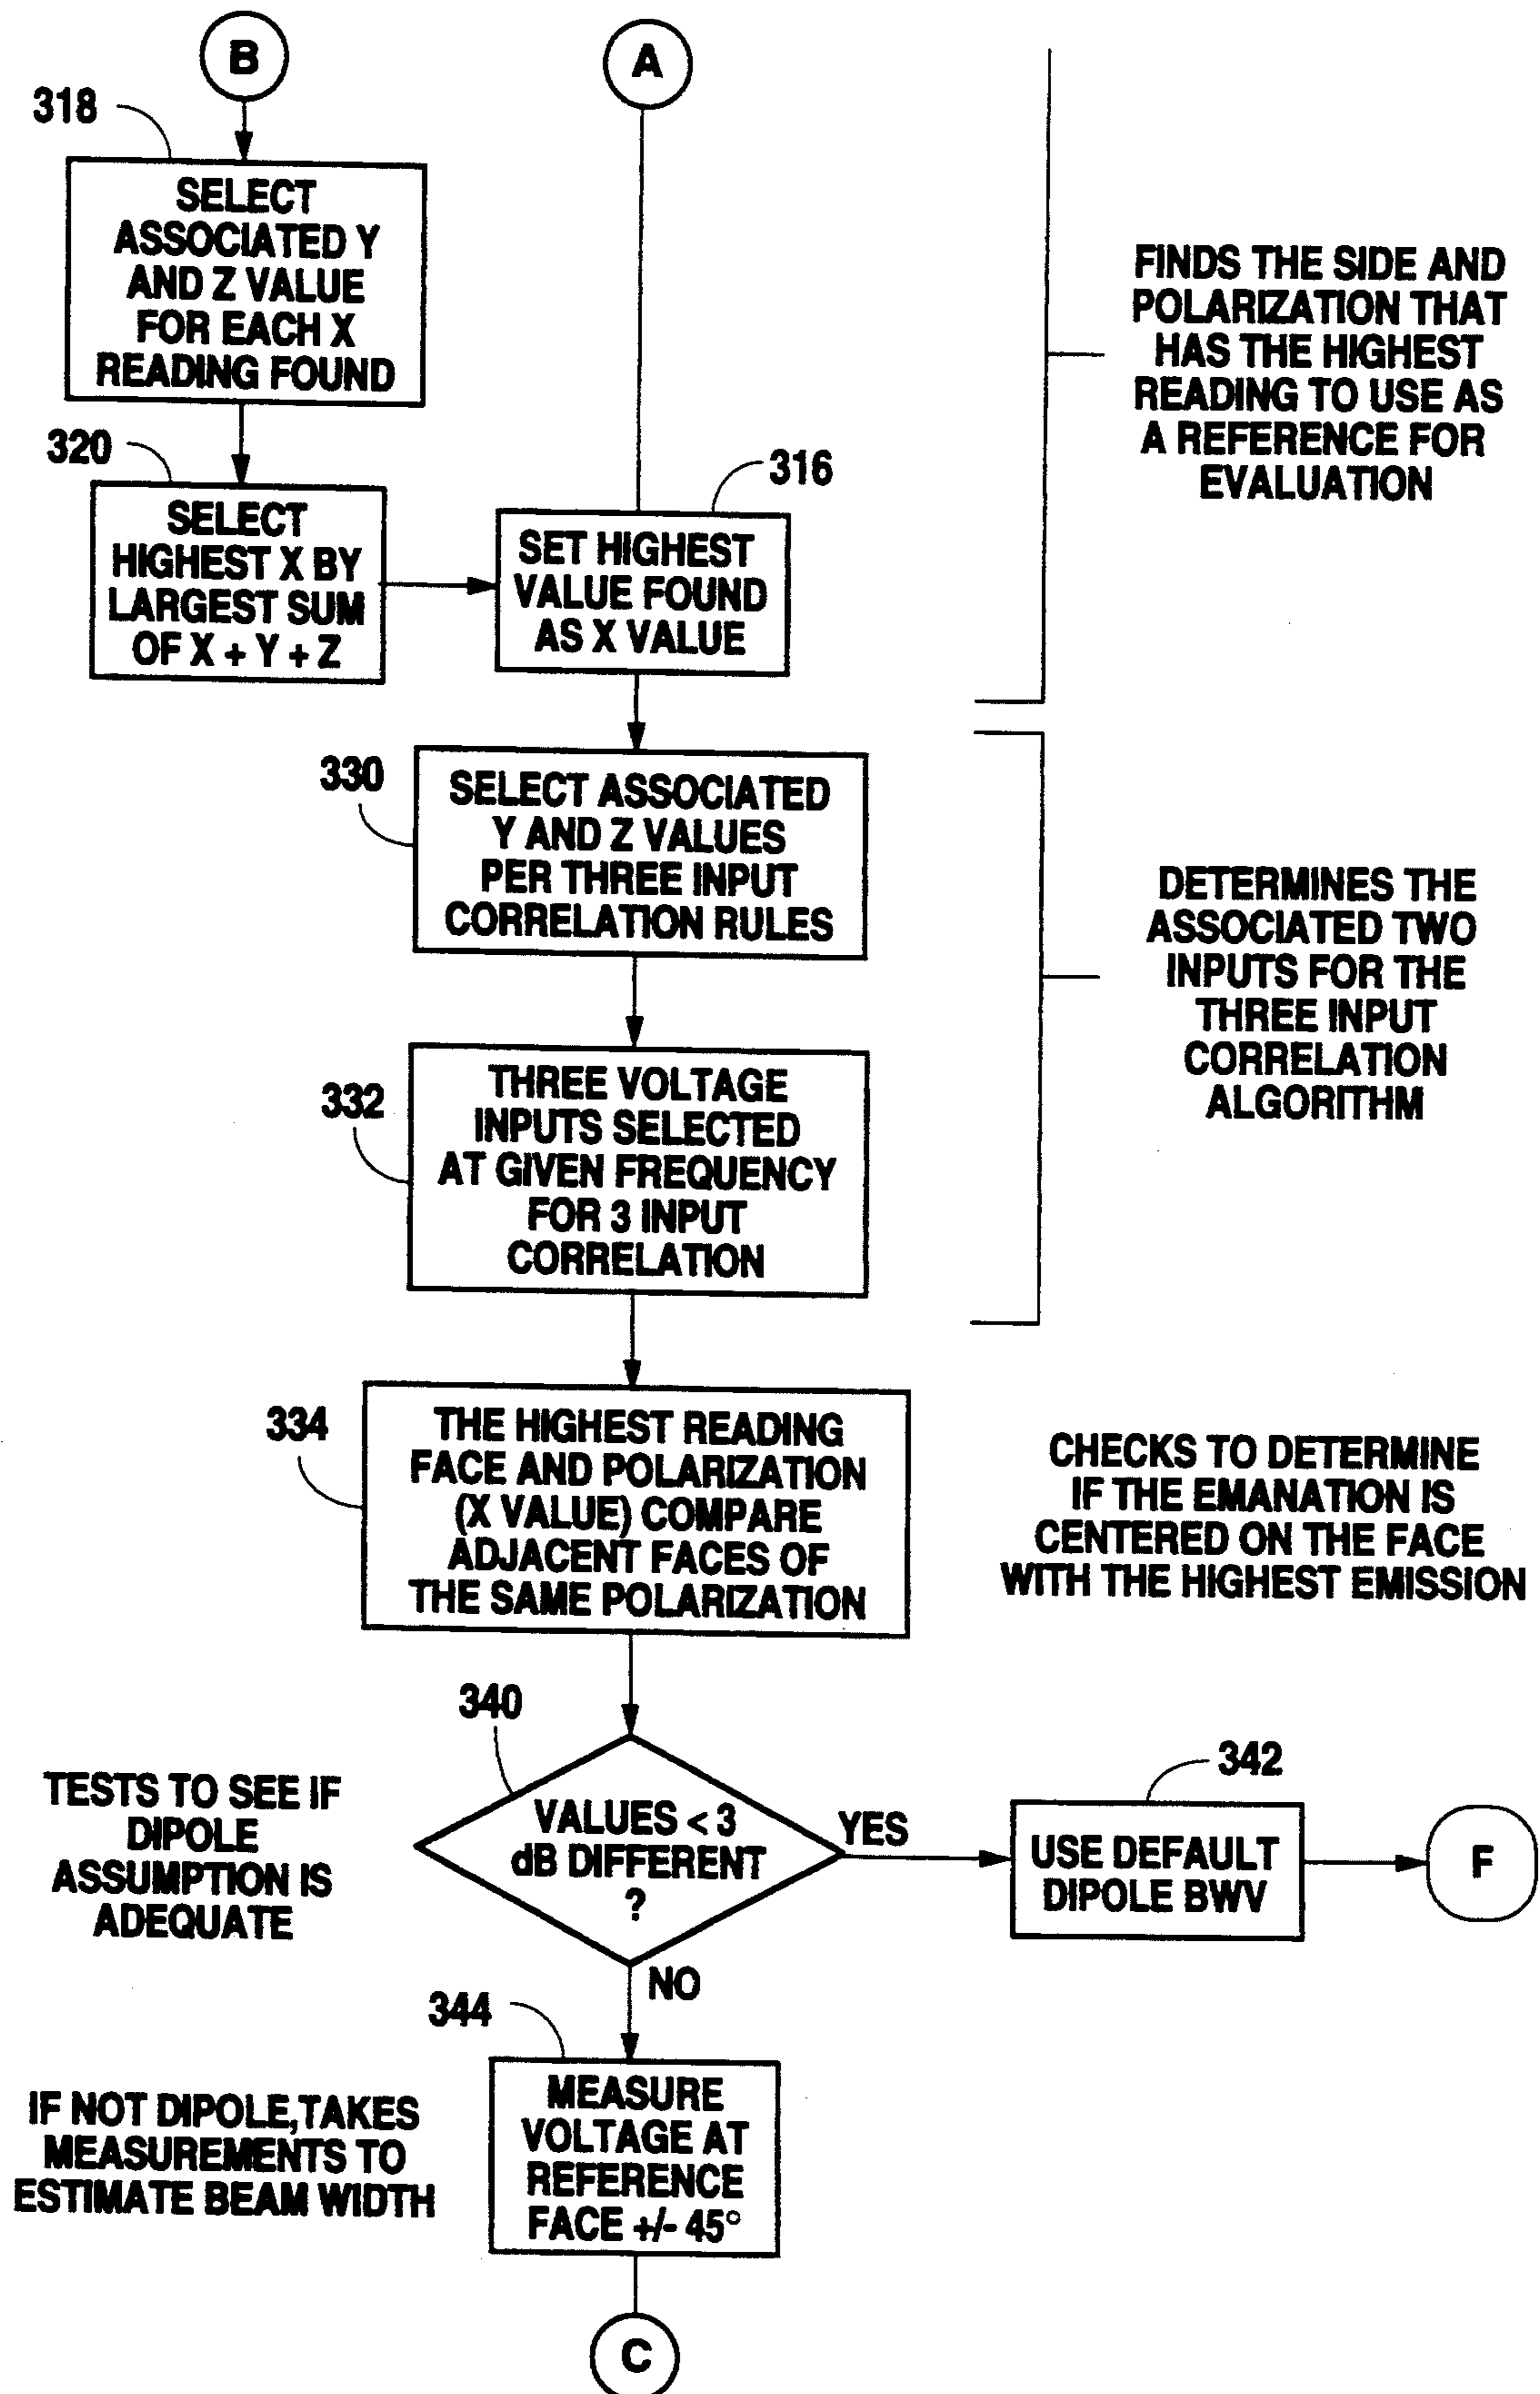 B
A
318
SELECT
ASSOCIATED Y
AND Z VALUE
FOR EACH X
READING FOUND
320
SELECT
HIGHEST X BY
LARGEST SUM
OF X + Y + Z
316
SET HIGHEST
VALUE FOUND
AS X VALUE
FINDS THE SIDE AND
POLARIZATION THAT
HAS THE HIGHEST
READING TO USE AS
A REFERENCE FOR
EVALUATION
330
SELECT ASSOCIATED
Y AND Z VALUES
PER THREE INPUT
CORRELATION RULES
332
THREE VOLTAGE
INPUTS SELECTED
AT GIVEN FREQUENCY
FOR 3 INPUT
CORRELATION
DETERMINES THE
ASSOCIATED TWO
INPUTS FOR THE
THREE INPUT
CORRELATION
ALGORITHM
334
THE HIGHEST READING
FACE AND POLARIZATION
(X VALUE) COMPARE
ADJACENT FACES OF
THE SAME POLARIZATION
CHECKS TO DETERMINE
IF THE EMANATION IS
CENTERED ON THE FACE
WITH THE HIGHEST EMISSION
340
TESTS TO SEE IF
DIPOLE
ASSUMPTION IS
ADEQUATE
VALUES < 3
dB DIFFERENT
?
YES
342
USE DEFAULT
DIPOLE BWV
F
NO
344
IF NOT DIPOLE, TAKES
MEASUREMENTS TO
ESTIMATE BEAM WIDTH
MEASURE
VOLTAGE AT
REFERENCE
FACE +/- 45°
C